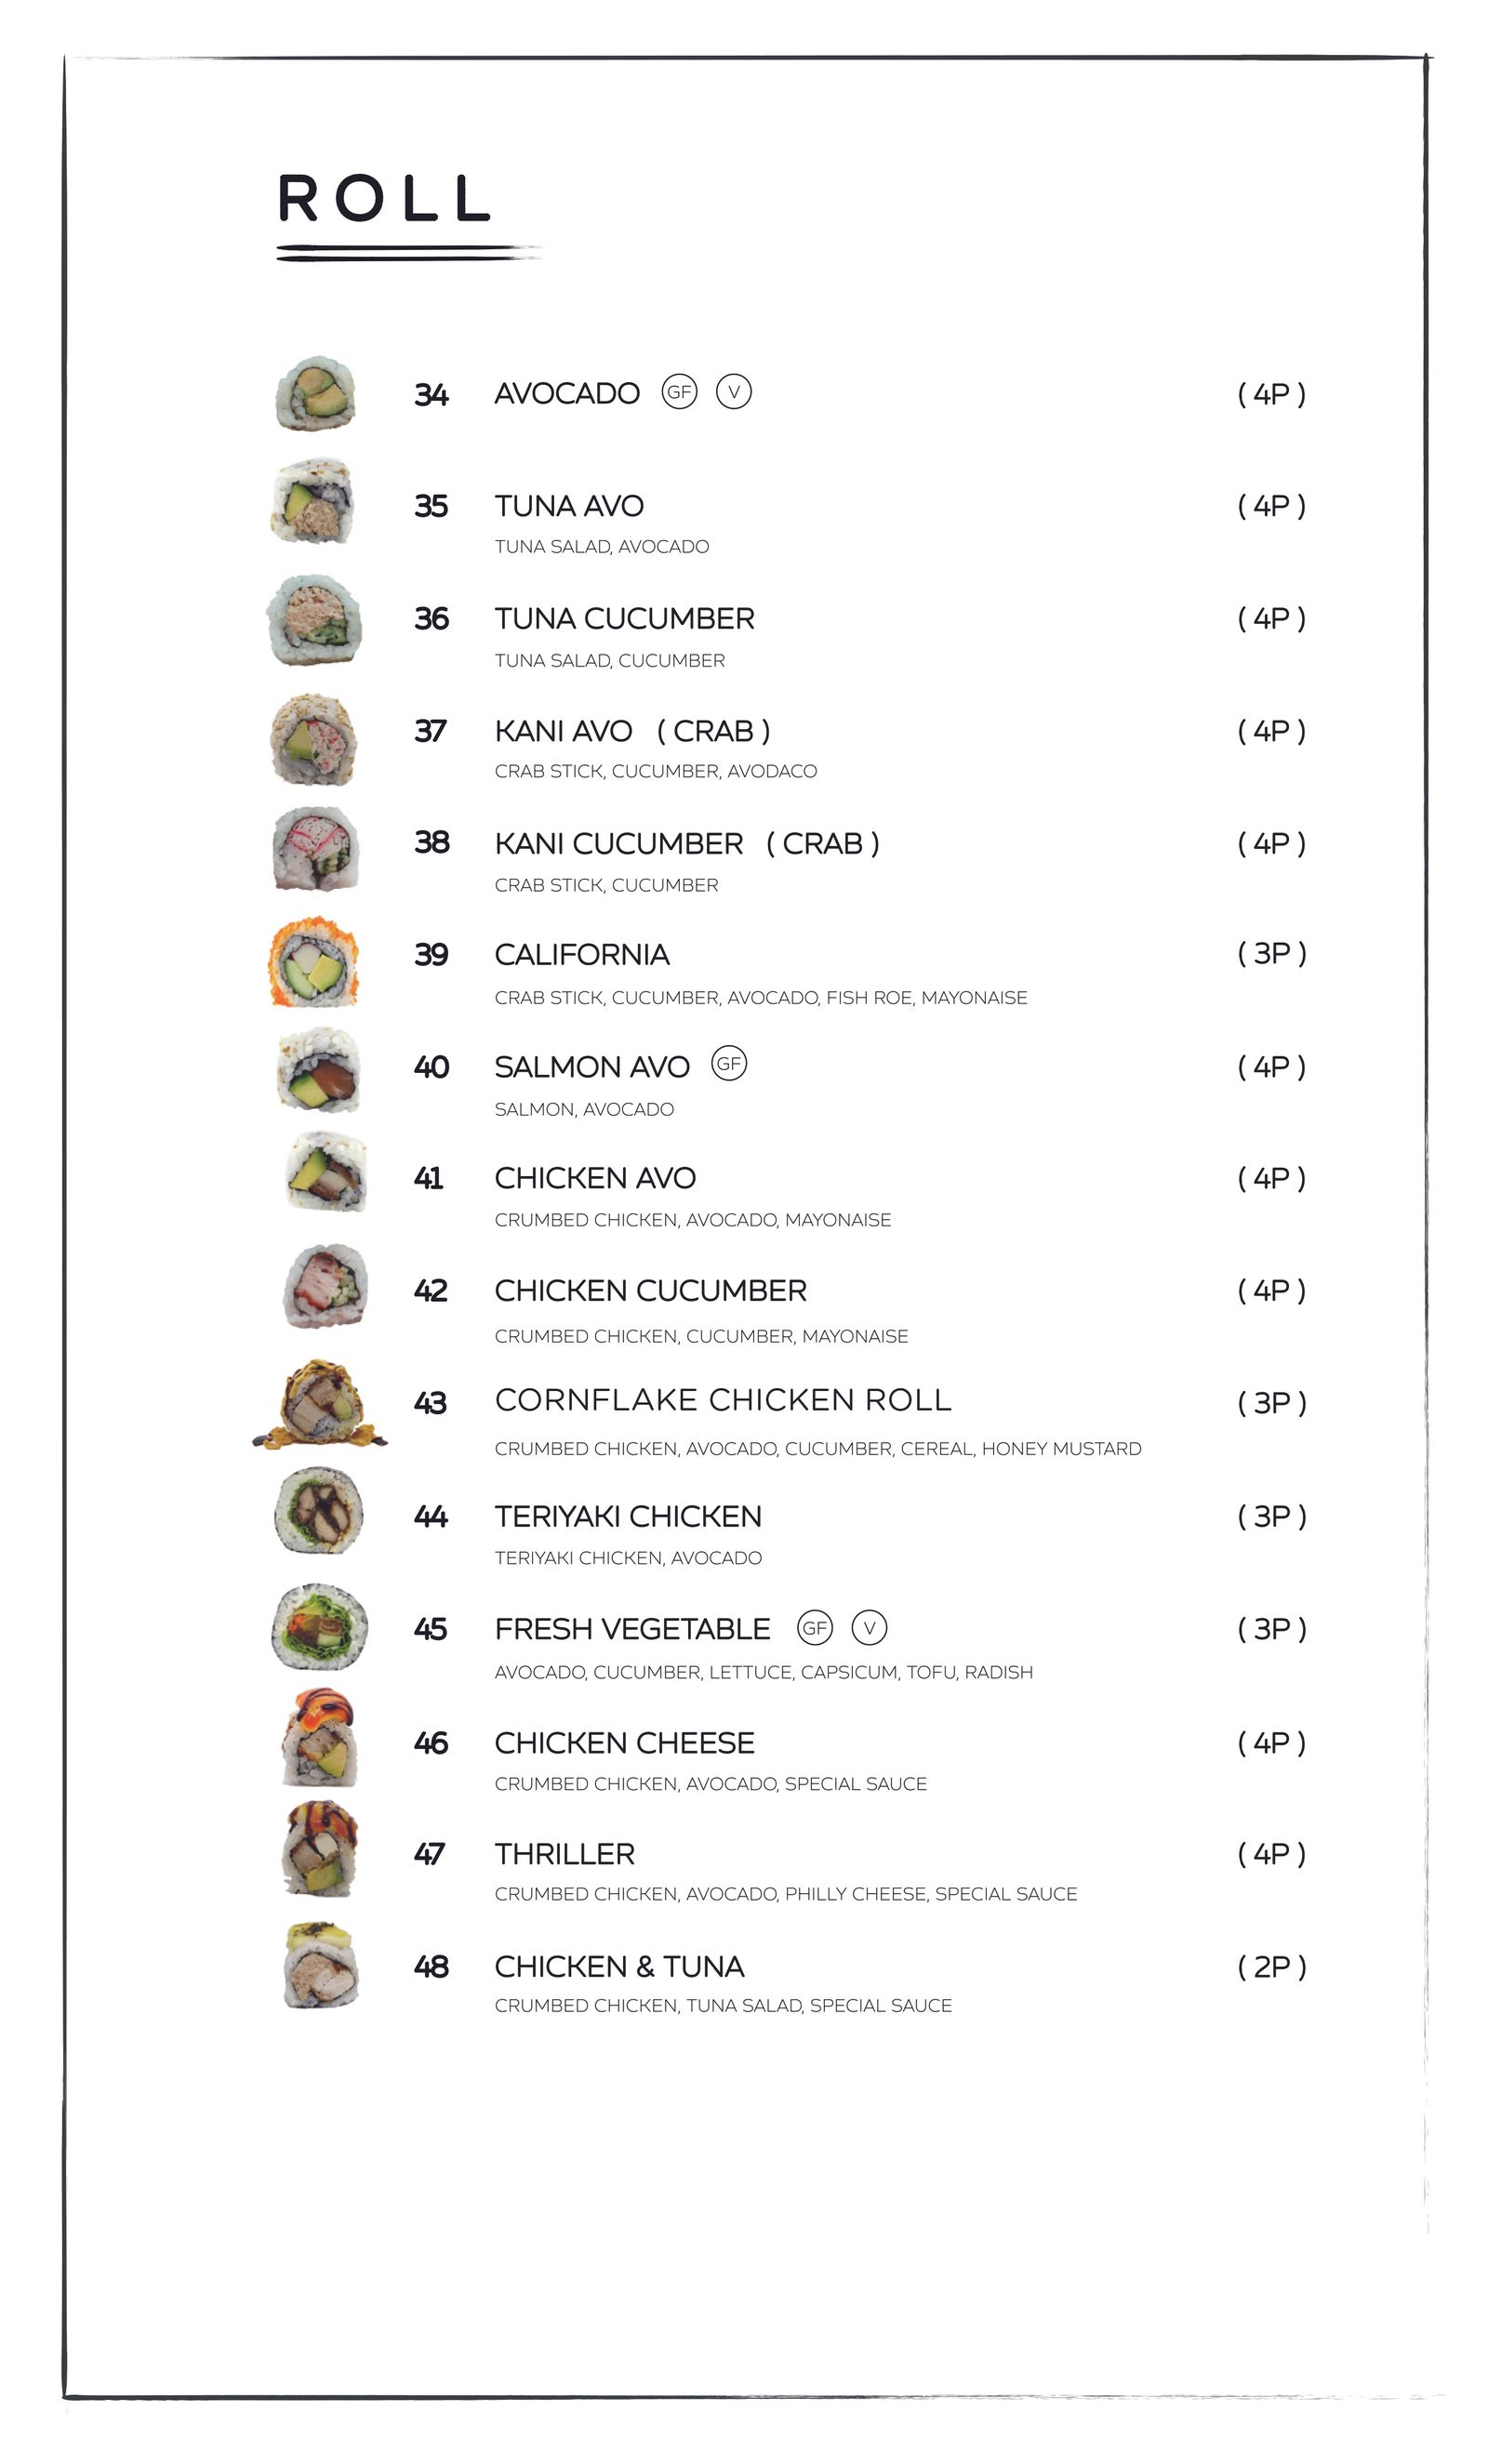 ROLL
34 AVOCADO GF V ( 4P )
35 TUNA AVO ( 4P )
TUNA SALAD, AVOCADO
36 TUNA CUCUMBER ( 4P )
TUNA SALAD, CUCUMBER
37 KANI AVO ( CRAB ) ( 4P )
CRAB STICK, CUCUMBER, AVODACO
38 KANI CUCUMBER ( CRAB ) ( 4P )
CRAB STICK, CUCUMBER
39 CALIFORNIA ( 3P )
CRAB STICK, CUCUMBER, AVOCADO, FISH ROE, MAYONAISE
40 SALMON AVO GF ( 4P )
SALMON, AVOCADO
41 CHICKEN AVO ( 4P )
CRUMBED CHICKEN, AVOCADO, MAYONAISE
42 CHICKEN CUCUMBER ( 4P )
CRUMBED CHICKEN, CUCUMBER, MAYONAISE
43 CORNFLAKE CHICKEN ROLL ( 3P )
CRUMBED CHICKEN, AVOCADO, CUCUMBER, CEREAL, HONEY MUSTARD
44 TERIYAKI CHICKEN ( 3P )
TERIYAKI CHICKEN, AVOCADO
45 FRESH VEGETABLE GF V ( 3P )
AVOCADO, CUCUMBER, LETTUCE, CAPSICUM, TOFU, RADISH
46 CHICKEN CHEESE ( 4P )
CRUMBED CHICKEN, AVOCADO, SPECIAL SAUCE
47 THRILLER ( 4P )
CRUMBED CHICKEN, AVOCADO, PHILLY CHEESE, SPECIAL SAUCE
48 CHICKEN & TUNA ( 2P )
CRUMBED CHICKEN, TUNA SALAD, SPECIAL SAUCE